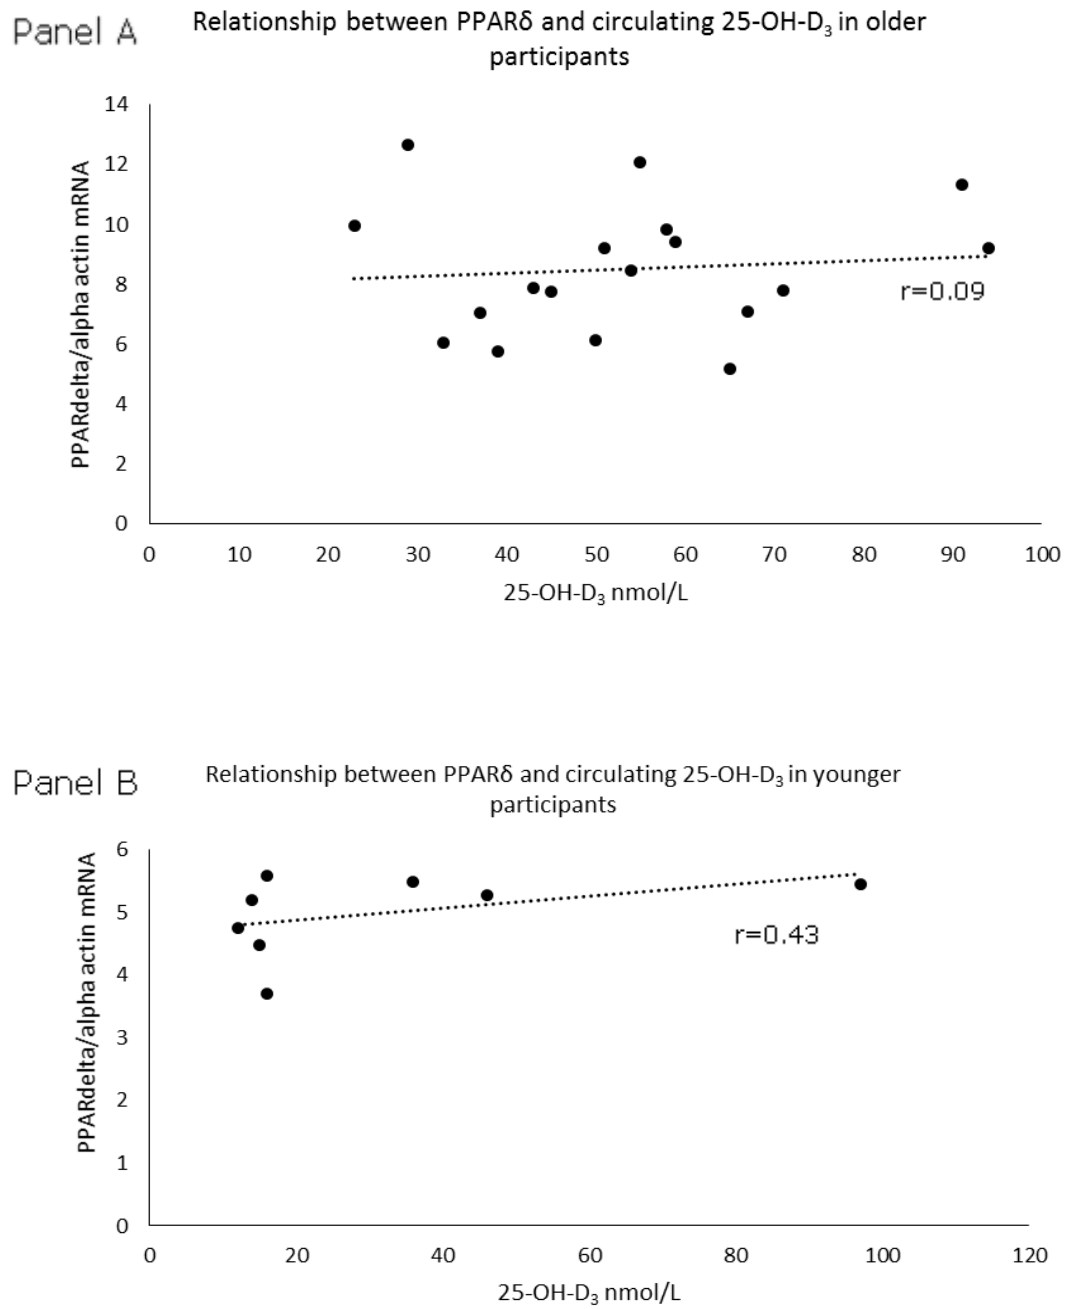 Panel A
Relationship between PPARδ and circulating 25-OH-D₃ in older
participants
PPARdelta/alpha actin mRNA
14
12
10
8
6
4
2
0
r=0.09
0 10 20 30 40 50 60 70 80 90 100
25-OH-D₃ nmol/L
Panel B
Relationship between PPARδ and circulating 25-OH-D₃ in younger
participants
PPARdelta/alpha actin mRNA
6
5
4
3
2
1
0
r=0.43
0 20 40 60 80 100 120
25-OH-D₃ nmol/L